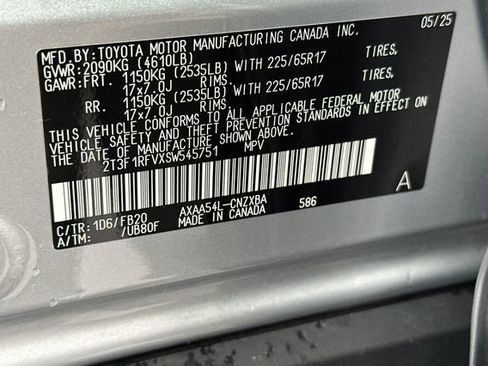 MFD.BY: TOYOTA MOTOR MANUFACTURING CANADA INC. 05/25
GVWR: 2090KG (4610LB)
GAWR: FRT. 1150KG (2535LB) WITH 225/65R17 TIRES,
17x7.0J RIMS,
RR. 1150KG (2535LB) WITH 225/65R17 TIRES,
17x7.0J RIMS,
THIS VEHICLE CONFORMS TO ALL APPLICABLE FEDERAL MOTOR
VEHICLE SAFETY AND THEFT PREVENTION STANDARDS IN EFFECT ON
THE DATE OF MANUFACTURE SHOWN ABOVE.
2T3F1RFVXSW545751 MPV
A
C/TR: 1D6/FB20 AXAA54L-CNZXBA 586
A/TM: /UB80F MADE IN CANADA